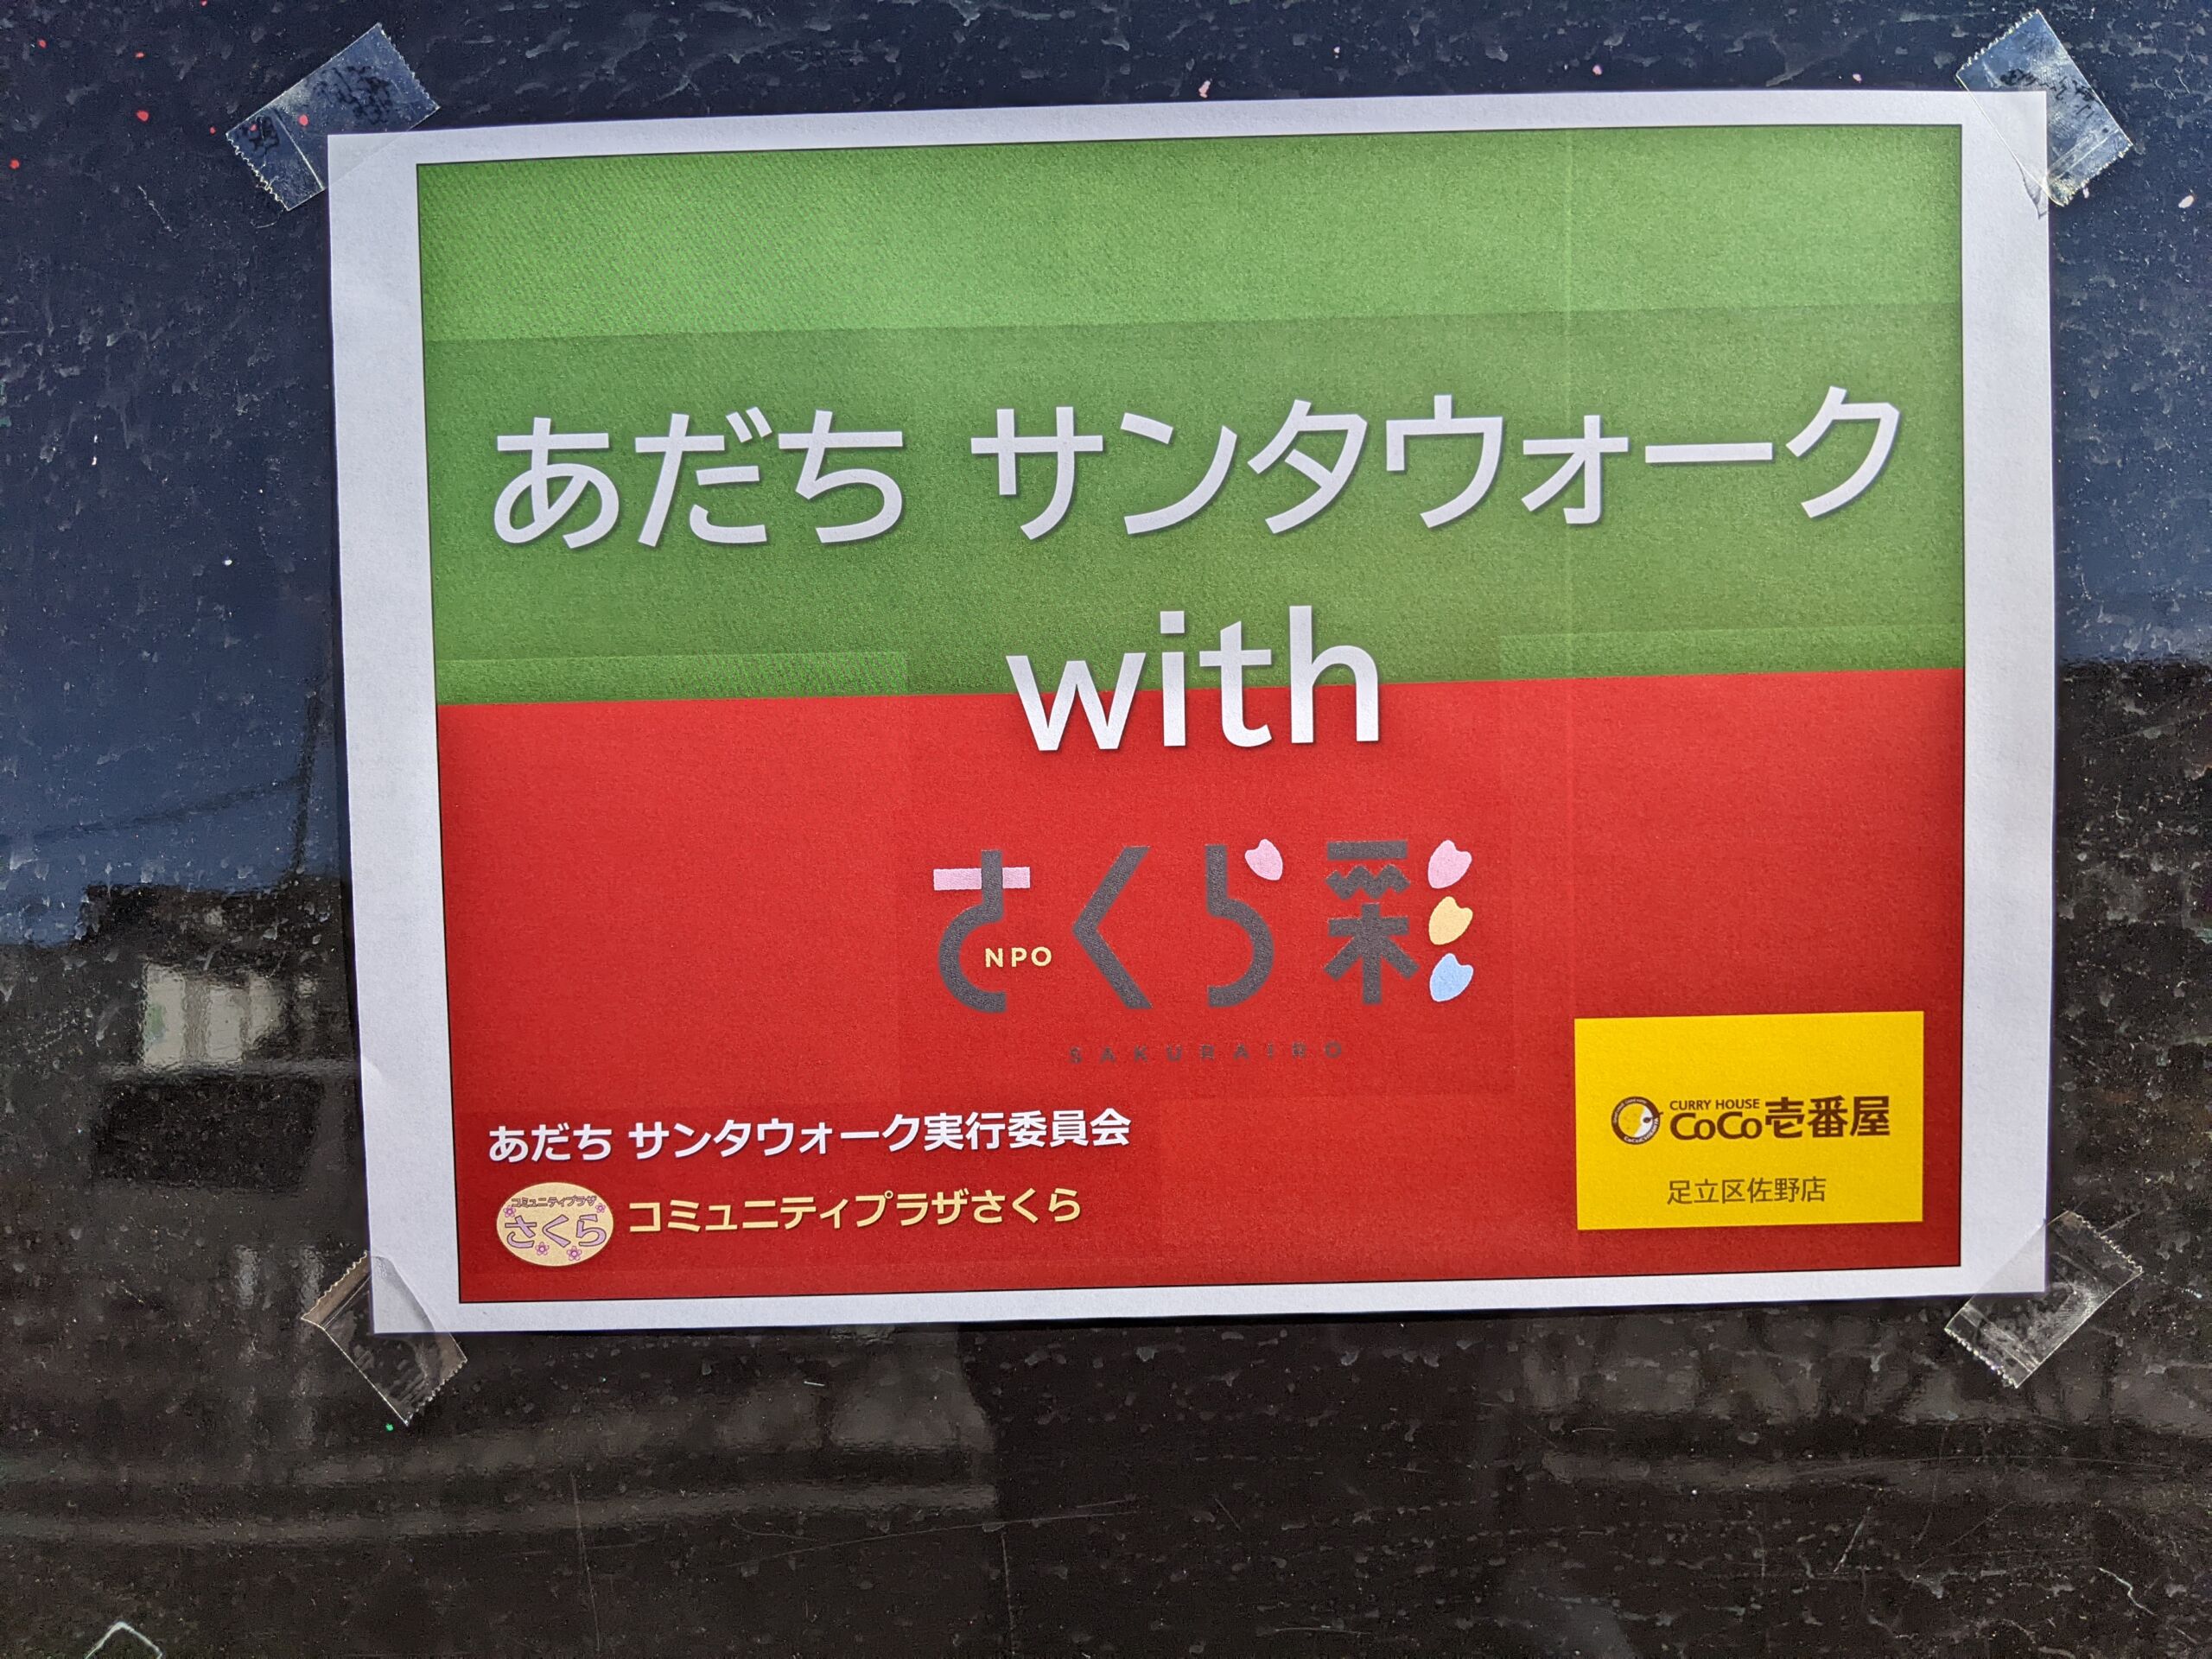 あだち サンタウォーク
with
さくら彩
NPO
SAKURAIRO
あだち サンタウォーク実行委員会
コミュニティプラザ
さくら
コミュニティプラザさくら
CURRY HOUSE
CoCo壱番屋
足立区佐野店